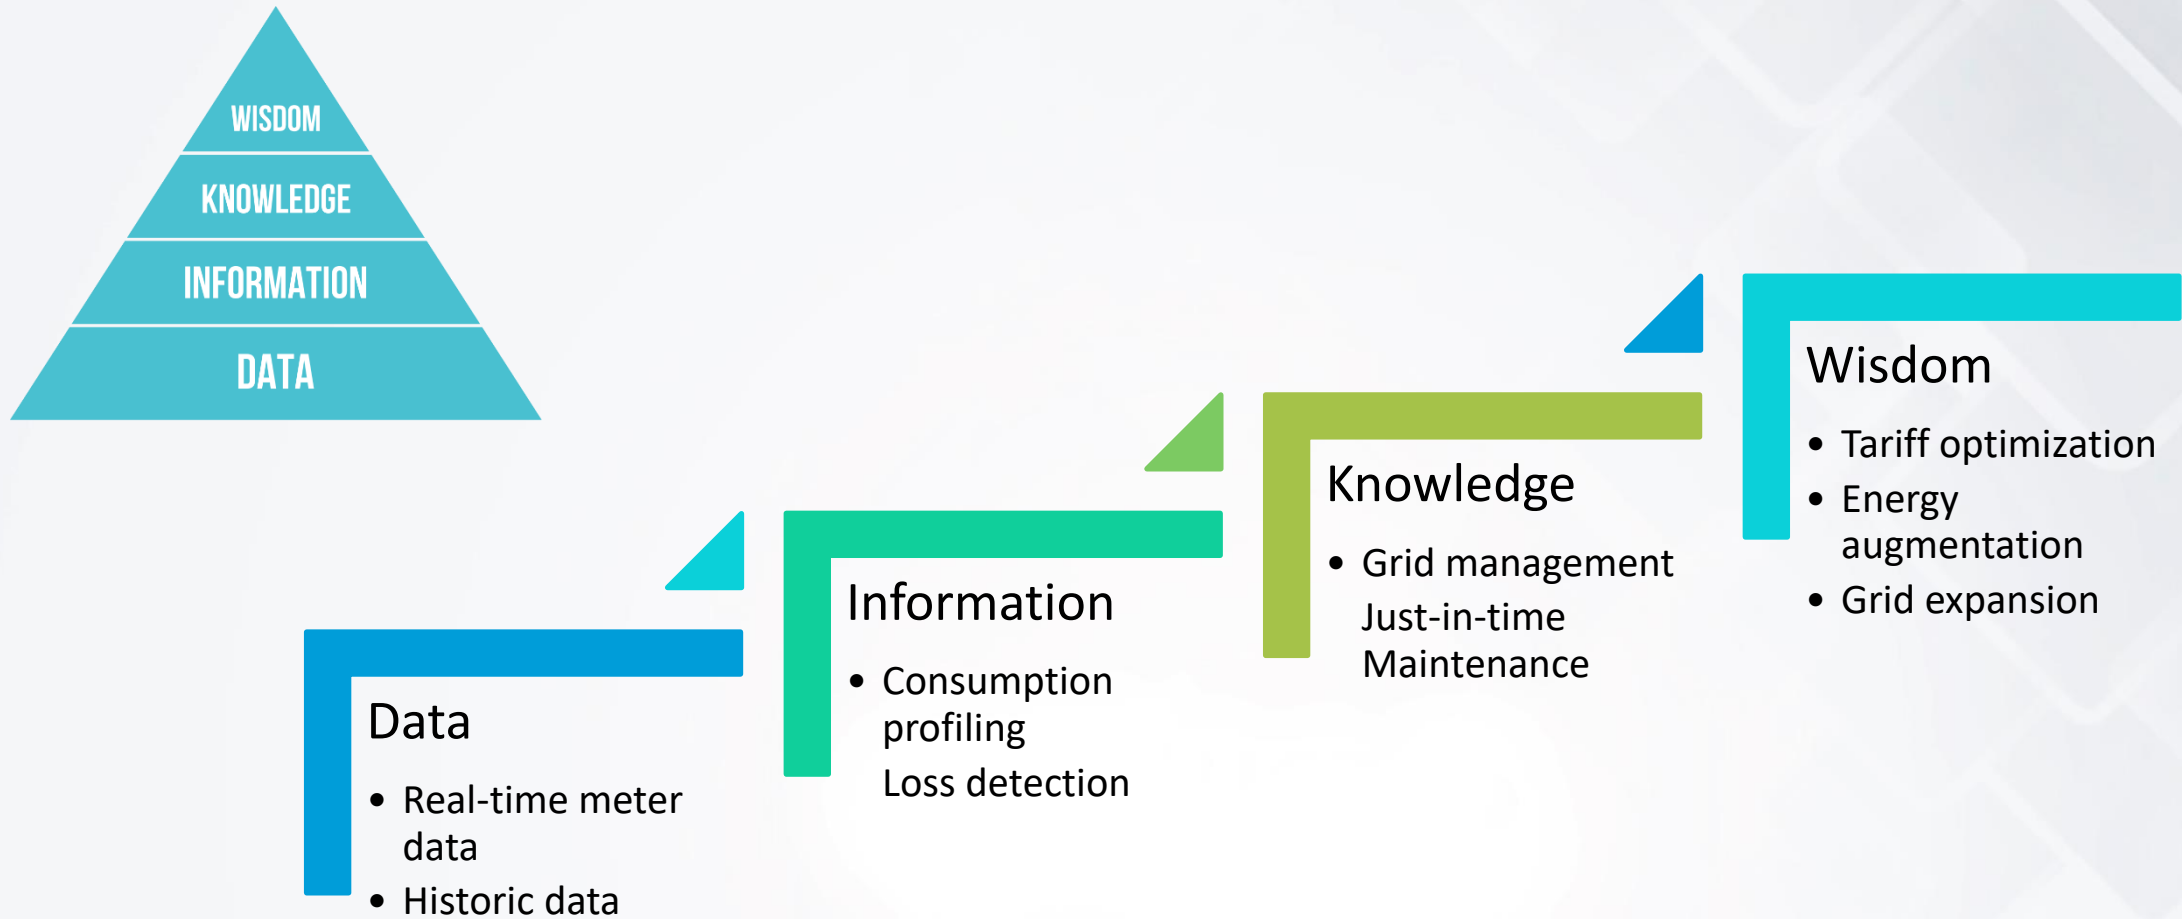 WISDOM
KNOWLEDGE
INFORMATION
DATA
Data
• Real-time meter
data
• Historic data
Information
• Consumption
profiling
Loss detection
Knowledge
• Grid management
Just-in-time
Maintenance
Wisdom
• Tariff optimization
• Energy
augmentation
• Grid expansion